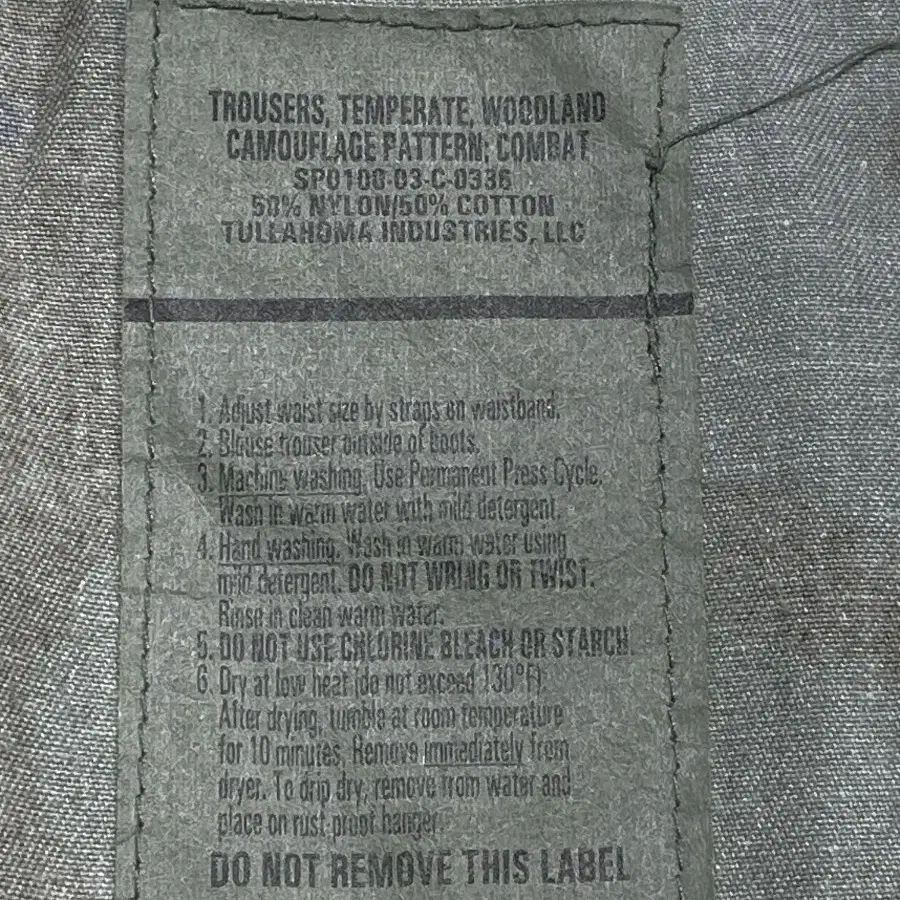 TROUSERS, TEMPERATE, WOODLAND
CAMOUFLAGE PATTERN: COMBAT
SP0100-03-C-0336
50% NYLON/50% COTTON
TULLAHOMA INDUSTRIES, LLC
1. Adjust waist size by straps on waistband.
2. Blouse trouser outside of boots.
3. Machine washing. Use Permanent Press Cycle.
Wash in warm water with mild detergent.
4. Hand washing. Wash in warm water using
mild detergent. DO NOT WRING OR TWIST.
Rinse in clean warm water.
5. DO NOT USE CHLORINE BLEACH OR STARCH.
6. Dry at low heat (do not exceed 130°F).
After drying, tumble at room temperature
for 10 minutes. Remove immediately from
dryer. To drip dry, remove from water and
place on rust-proof hanger.
DO NOT REMOVE THIS LABEL